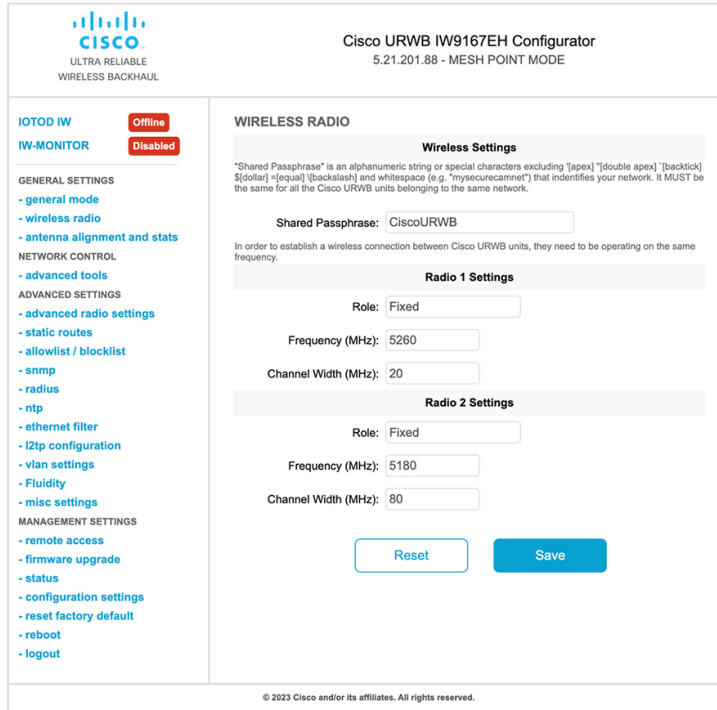 CISCO
ULTRA RELIABLE
WIRELESS BACKHAUL
Cisco URWB IW9167EH Configurator
5.21.201.88 - MESH POINT MODE
IOTOD IW Offline
IW-MONITOR Disabled
GENERAL SETTINGS
- general mode
- wireless radio
- antenna alignment and stats
NETWORK CONTROL
- advanced tools
ADVANCED SETTINGS
- advanced radio settings
- static routes
- allowlist / blocklist
- snmp
- radius
- ntp
- ethernet filter
- l2tp configuration
- vlan settings
- Fluidity
- misc settings
MANAGEMENT SETTINGS
- remote access
- firmware upgrade
- status
- configuration settings
- reset factory default
- reboot
- logout
WIRELESS RADIO
Wireless Settings
"Shared Passphrase" is an alphanumeric string or special characters excluding '[apex] "[double apex] `[backtick]
$[dollar] =[equal] \[backslash] and whitespace (e.g. "mysecurecamnet") that indentifies your network. It MUST be
the same for all the Cisco URWB units belonging to the same network.
Shared Passphrase: CiscoURWB
In order to establish a wireless connection between Cisco URWB units, they need to be operating on the same
frequency.
Radio 1 Settings
Role: Fixed
Frequency (MHz): 5260
Channel Width (MHz): 20
Radio 2 Settings
Role: Fixed
Frequency (MHz): 5180
Channel Width (MHz): 80
Reset Save
© 2023 Cisco and/or its affiliates. All rights reserved.